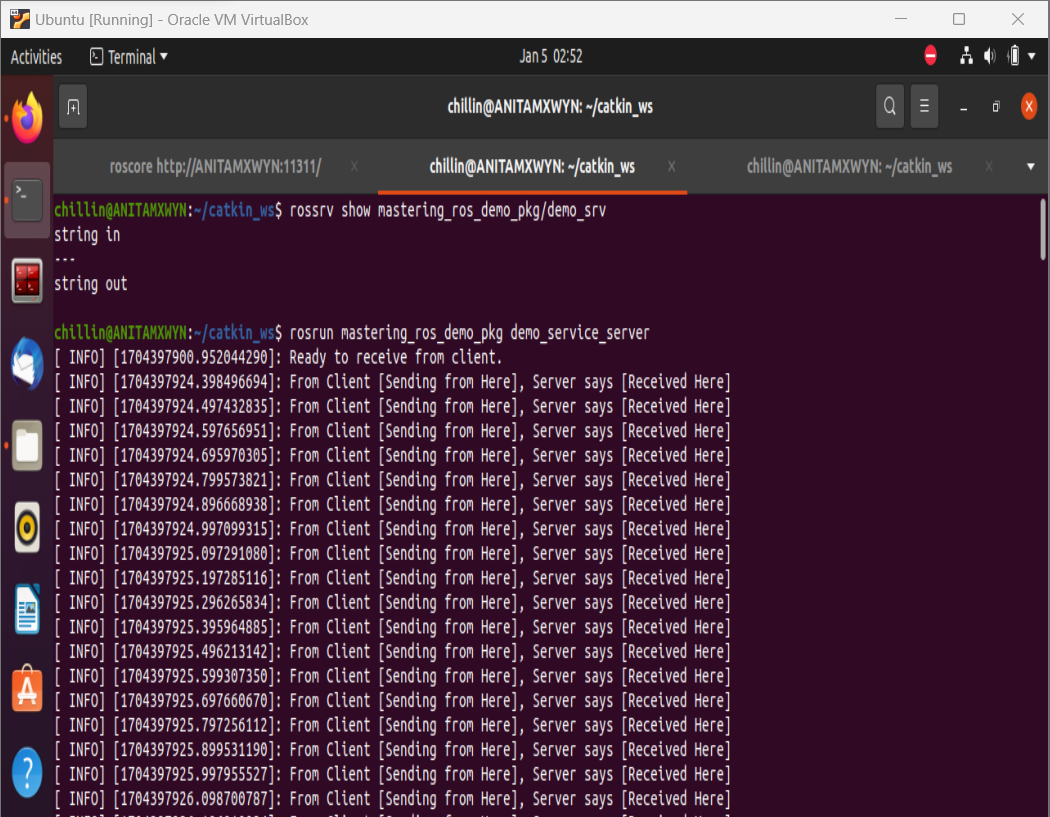 Ubuntu [Running] - Oracle VM VirtualBox
Activities Terminal Jan 5 02:52
chillin@ANITAMXWYN: ~/catkin_ws
roscore http://ANITAMXWYN:11311/ chillin@ANITAMXWYN: ~/catkin_ws chillin@ANITAMXWYN: ~/catkin_ws
chillin@ANITAMXWYN:~/catkin_ws$ rossrv show mastering_ros_demo_pkg/demo_srv
string in
---
string out
chillin@ANITAMXWYN:~/catkin_ws$ rosrun mastering_ros_demo_pkg demo_service_server
[ INFO] [1704397900.952044290]: Ready to receive from client.
[ INFO] [1704397924.398496694]: From Client [Sending from Here], Server says [Received Here]
[ INFO] [1704397924.497432835]: From Client [Sending from Here], Server says [Received Here]
[ INFO] [1704397924.597656951]: From Client [Sending from Here], Server says [Received Here]
[ INFO] [1704397924.695970305]: From Client [Sending from Here], Server says [Received Here]
[ INFO] [1704397924.799573821]: From Client [Sending from Here], Server says [Received Here]
[ INFO] [1704397924.896668938]: From Client [Sending from Here], Server says [Received Here]
[ INFO] [1704397924.997099315]: From Client [Sending from Here], Server says [Received Here]
[ INFO] [1704397925.097291080]: From Client [Sending from Here], Server says [Received Here]
[ INFO] [1704397925.197285116]: From Client [Sending from Here], Server says [Received Here]
[ INFO] [1704397925.296265834]: From Client [Sending from Here], Server says [Received Here]
[ INFO] [1704397925.395964885]: From Client [Sending from Here], Server says [Received Here]
[ INFO] [1704397925.496213142]: From Client [Sending from Here], Server says [Received Here]
[ INFO] [1704397925.599307350]: From Client [Sending from Here], Server says [Received Here]
[ INFO] [1704397925.697660670]: From Client [Sending from Here], Server says [Received Here]
[ INFO] [1704397925.797256112]: From Client [Sending from Here], Server says [Received Here]
[ INFO] [1704397925.899531190]: From Client [Sending from Here], Server says [Received Here]
[ INFO] [1704397925.997955527]: From Client [Sending from Here], Server says [Received Here]
[ INFO] [1704397926.098700787]: From Client [Sending from Here], Server says [Received Here]